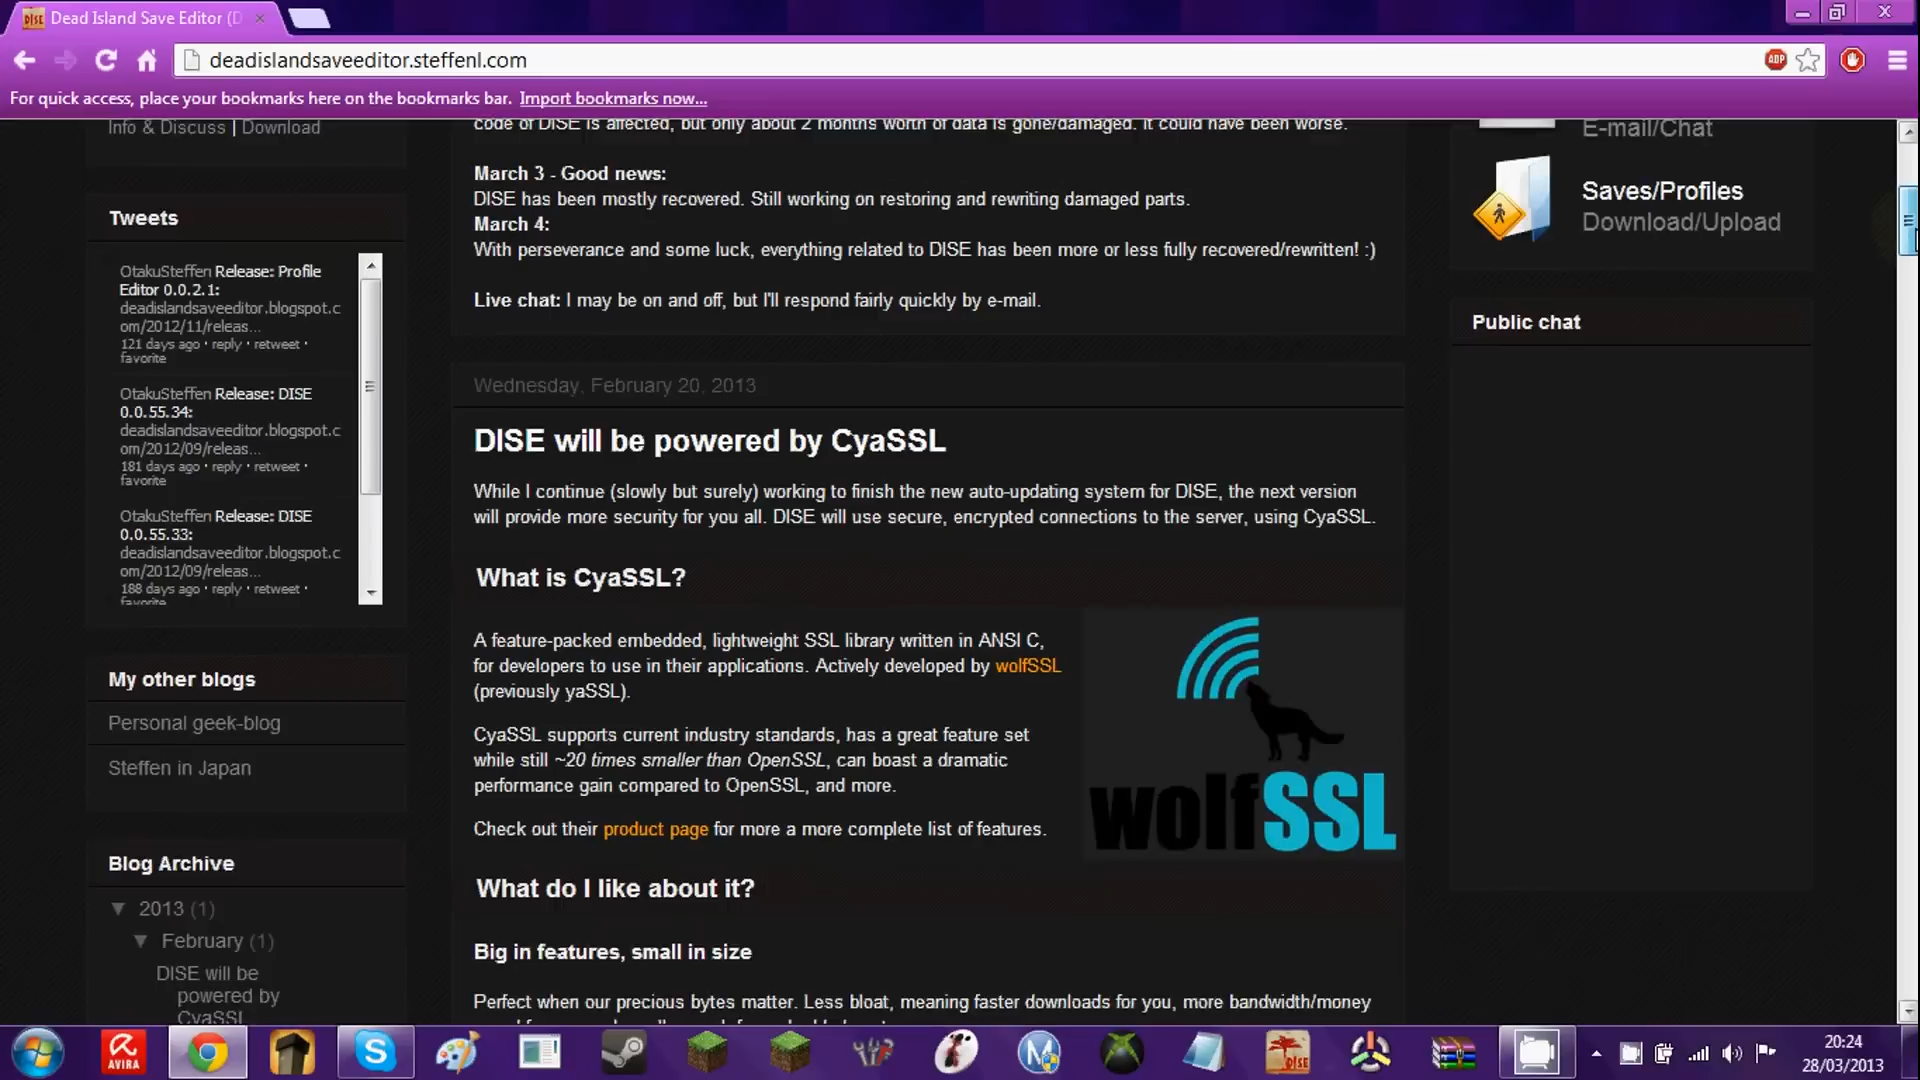 Dead Island Save Editor (D
deadislandsaveeditor.steffenl.com
ABP
For quick access, place your bookmarks here on the bookmarks bar. Import bookmarks now...
Info & Discuss | Download
Tweets
OtakuSteffen Release: Profile
Editor 0.0.2.1:
deadislandsaveeditor.blogspot.c
om/2012/11/releas...
121 days ago · reply · retweet ·
favorite
OtakuSteffen Release: DISE
0.0.55.34:
deadislandsaveeditor.blogspot.c
om/2012/09/releas...
181 days ago · reply · retweet ·
favorite
OtakuSteffen Release: DISE
0.0.55.33:
deadislandsaveeditor.blogspot.c
om/2012/09/releas...
188 days ago · reply · retweet ·
favorite
My other blogs
Personal geek-blog
Steffen in Japan
Blog Archive
▼ 2013 (1)
▼ February (1)
DISE will be
powered by
CyaSSL
code of DISE is affected, but only about 2 months worth of data is gone/damaged. It could have been worse.
March 3 - Good news:
DISE has been mostly recovered. Still working on restoring and rewriting damaged parts.
March 4:
With perseverance and some luck, everything related to DISE has been more or less fully recovered/rewritten! :)
Live chat: I may be on and off, but I'll respond fairly quickly by e-mail.
Wednesday, February 20, 2013
DISE will be powered by CyaSSL
While I continue (slowly but surely) working to finish the new auto-updating system for DISE, the next version
will provide more security for you all. DISE will use secure, encrypted connections to the server, using CyaSSL.
What is CyaSSL?
A feature-packed embedded, lightweight SSL library written in ANSI C,
for developers to use in their applications. Actively developed by wolfSSL
(previously yaSSL).
CyaSSL supports current industry standards, has a great feature set
while still ~20 times smaller than OpenSSL, can boast a dramatic
performance gain compared to OpenSSL, and more.
Check out their product page for more a more complete list of features.
wolfSSL
What do I like about it?
Big in features, small in size
Perfect when our precious bytes matter. Less bloat, meaning faster downloads for you, more bandwidth/money
E-mail/Chat
Saves/Profiles
Download/Upload
Public chat
AVIRA
DISE
20:24
28/03/2013